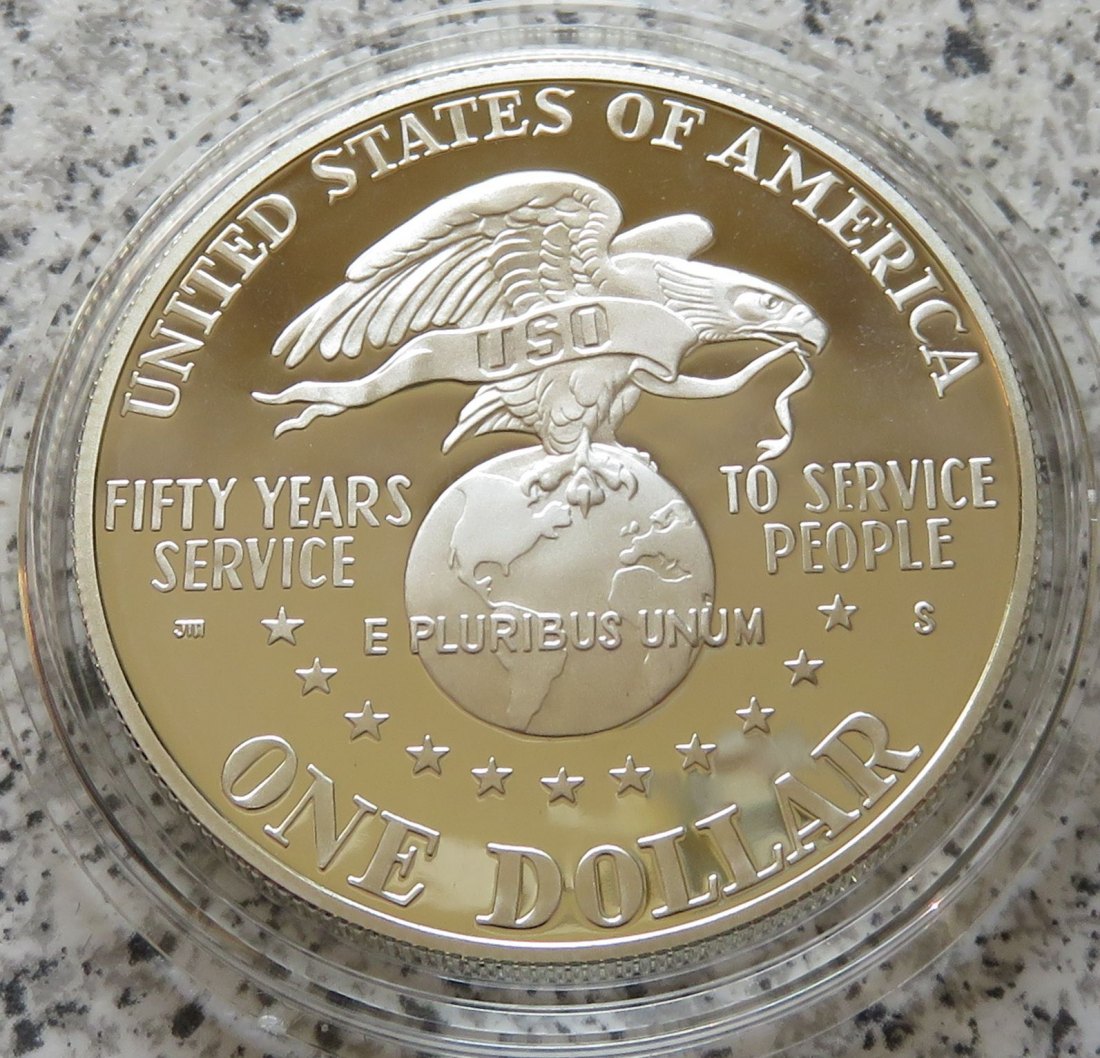 UNITED STATES OF AMERICA
USO
FIFTY YEARS
SERVICE
TO SERVICE
PEOPLE
JM
S
E PLURIBUS UNUM
ONE DOLLAR